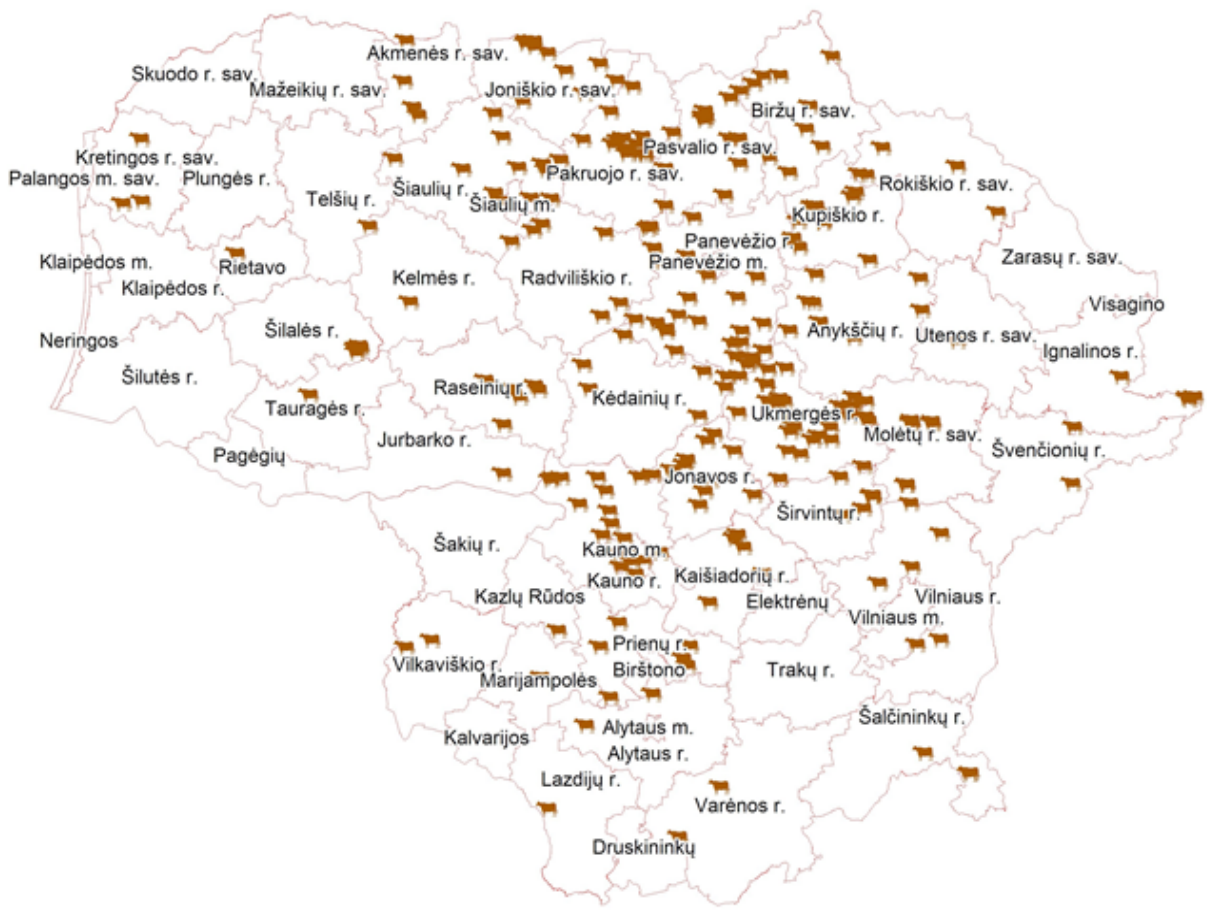 Akmenės r. sav.
Skuodo r. sav.
Mažeikių r. sav.
Joniškio r. sav.
Biržų r. sav.
Kretingos r. sav.
Pasvalio r. sav.
Palangos m. sav.
Plungės r.
Pakruojo r. sav.
Telšių r.
Šiaulių r.
Šiaulių m.
Rokiškio r. sav.
Kupiškio r.
Panevėžio r.
Panevėžio m.
Klaipėdos m.
Rietavo
Klaipėdos r.
Kelmės r.
Radviliškio r.
Zarasų r. sav.
Visagino
Neringos
Šilalės r.
Anykščių r.
Utenos r. sav.
Ignalinos r.
Šilutės r.
Raseinių r.
Kėdainių r.
Tauragės r.
Ukmergės r.
Jurbarko r.
Molėtų r. sav.
Švenčionių r.
Pagėgių
Jonavos r.
Širvintų r.
Šakių r.
Kauno m.
Kauno r.
Kaišiadorių r.
Kazlų Rūdos
Elektrėnų
Vilniaus r.
Vilniaus m.
Prienų r.
Vilkaviškio r.
Birštono
Marijampolės
Trakų r.
Šalčininkų r.
Kalvarijos
Alytaus m.
Alytaus r.
Lazdijų r.
Varėnos r.
Druskininkų